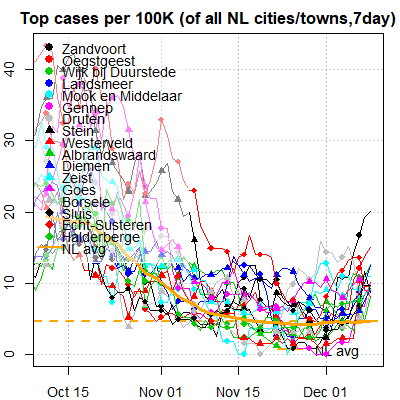 Top cases per 100K (of all NL cities/towns,7day)
40
30
20
10
0
Zandvoort
Oegstgeest
Wijk bij Duurstede
Landsmeer
Mook en Middelaar
Gennep
Druten
Stein
Westerveld
Albrandswaard
Diemen
Zeist
Goes
Borsele
Sluis
Echt-Susteren
Halderberge
NL avg
NL avg
Oct 15
Nov 01
Nov 15
Dec 01